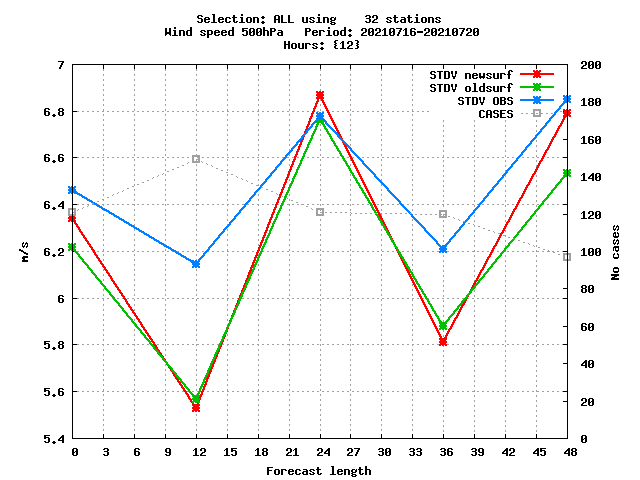 Selection: ALL using    32 stations
Wind speed 500hPa   Period: 20210716-20210720
Hours: {12}
STDV newsurf
STDV oldsurf
STDV OBS
CASES
7
6.8
6.6
6.4
6.2
6
5.8
5.6
5.4
m/s
200
180
160
140
120
100
80
60
40
20
0
No cases
0 3 6 9 12 15 18 21 24 27 30 33 36 39 42 45 48
Forecast length